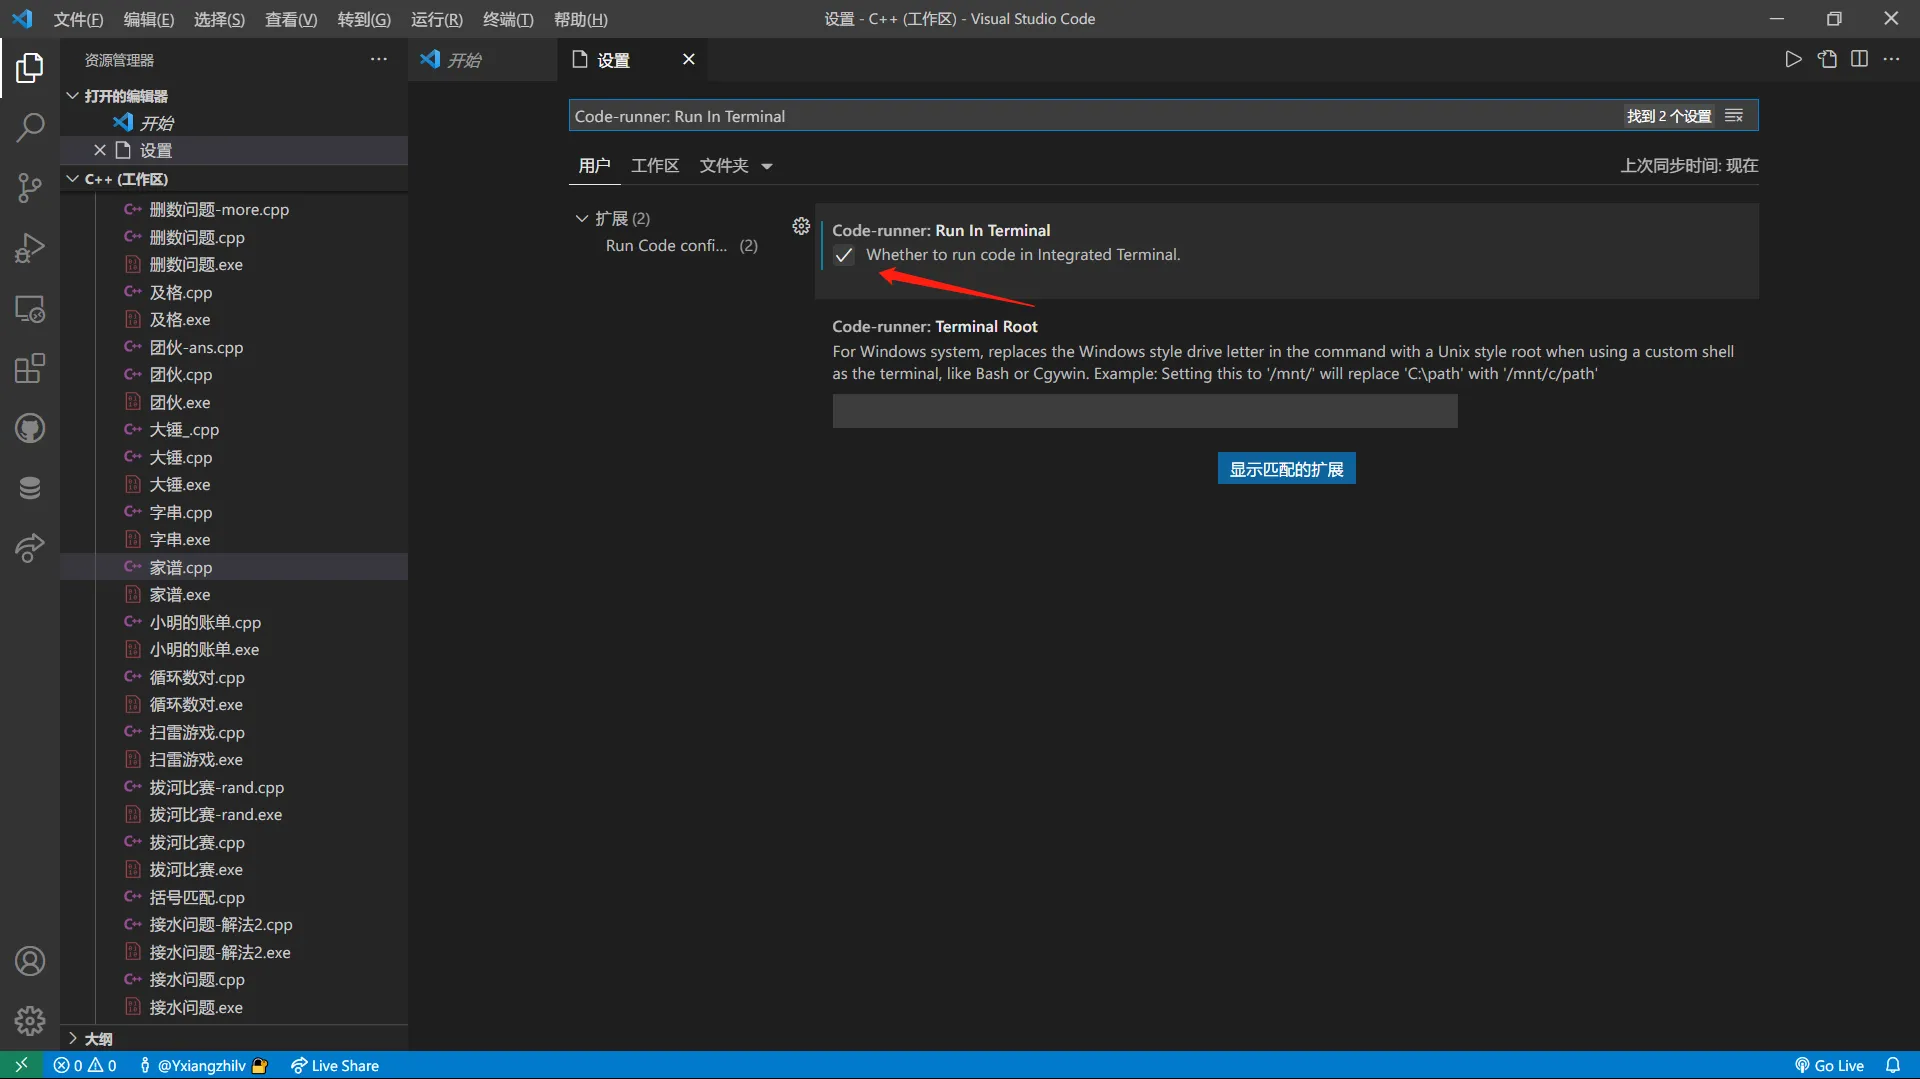 文件(F) 编辑(E) 选择(S) 查看(V) 转到(G) 运行(R) 终端(T) 帮助(H)
设置 - C++ (工作区) - Visual Studio Code
资源管理器
开始
设置
打开的编辑器
开始
设置
C++ (工作区)
删数问题-more.cpp
删数问题.cpp
删数问题.exe
及格.cpp
及格.exe
团伙-ans.cpp
团伙.cpp
团伙.exe
大锤_.cpp
大锤.cpp
大锤.exe
字串.cpp
字串.exe
家谱.cpp
家谱.exe
小明的账单.cpp
小明的账单.exe
循环数对.cpp
循环数对.exe
扫雷游戏.cpp
扫雷游戏.exe
拔河比赛-rand.cpp
拔河比赛-rand.exe
拔河比赛.cpp
拔河比赛.exe
括号匹配.cpp
接水问题-解法2.cpp
接水问题-解法2.exe
接水问题.cpp
接水问题.exe
大纲
Code-runner: Run In Terminal
找到 2 个设置
用户 工作区 文件夹
上次同步时间: 现在
扩展 (2)
Run Code confi... (2)
Code-runner: Run In Terminal
Whether to run code in Integrated Terminal.
Code-runner: Terminal Root
For Windows system, replaces the Windows style drive letter in the command with a Unix style root when using a custom shell
as the terminal, like Bash or Cgywin. Example: Setting this to '/mnt/' will replace 'C:\path' with '/mnt/c/path'
显示匹配的扩展
0 0 @Yxiangzhilv Live Share
Go Live